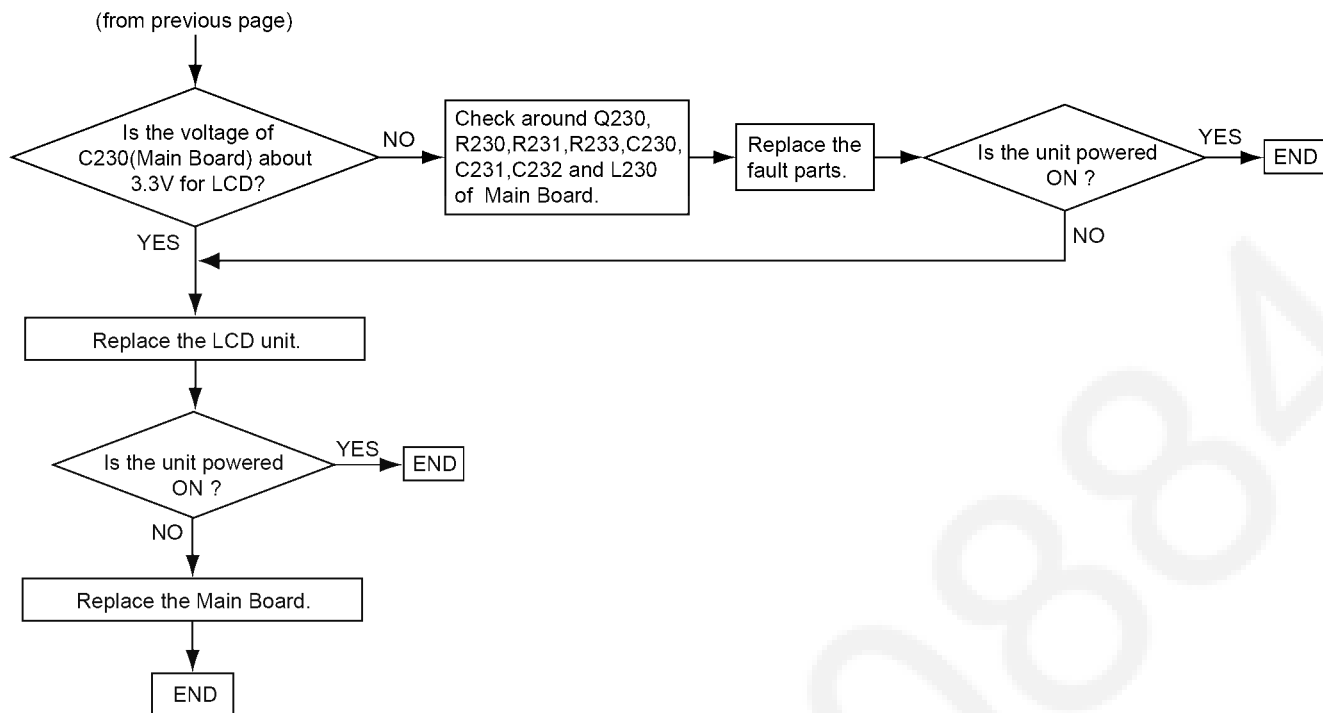 (from previous page)
Is the voltage of
C230(Main Board) about
3.3V for LCD?
NO
Check around Q230,
R230,R231,R233,C230,
C231,C232 and L230
of Main Board.
Replace the
fault parts.
Is the unit powered
ON ?
YES
END
NO
YES
Replace the LCD unit.
Is the unit powered
ON ?
YES
END
NO
Replace the Main Board.
END
0884